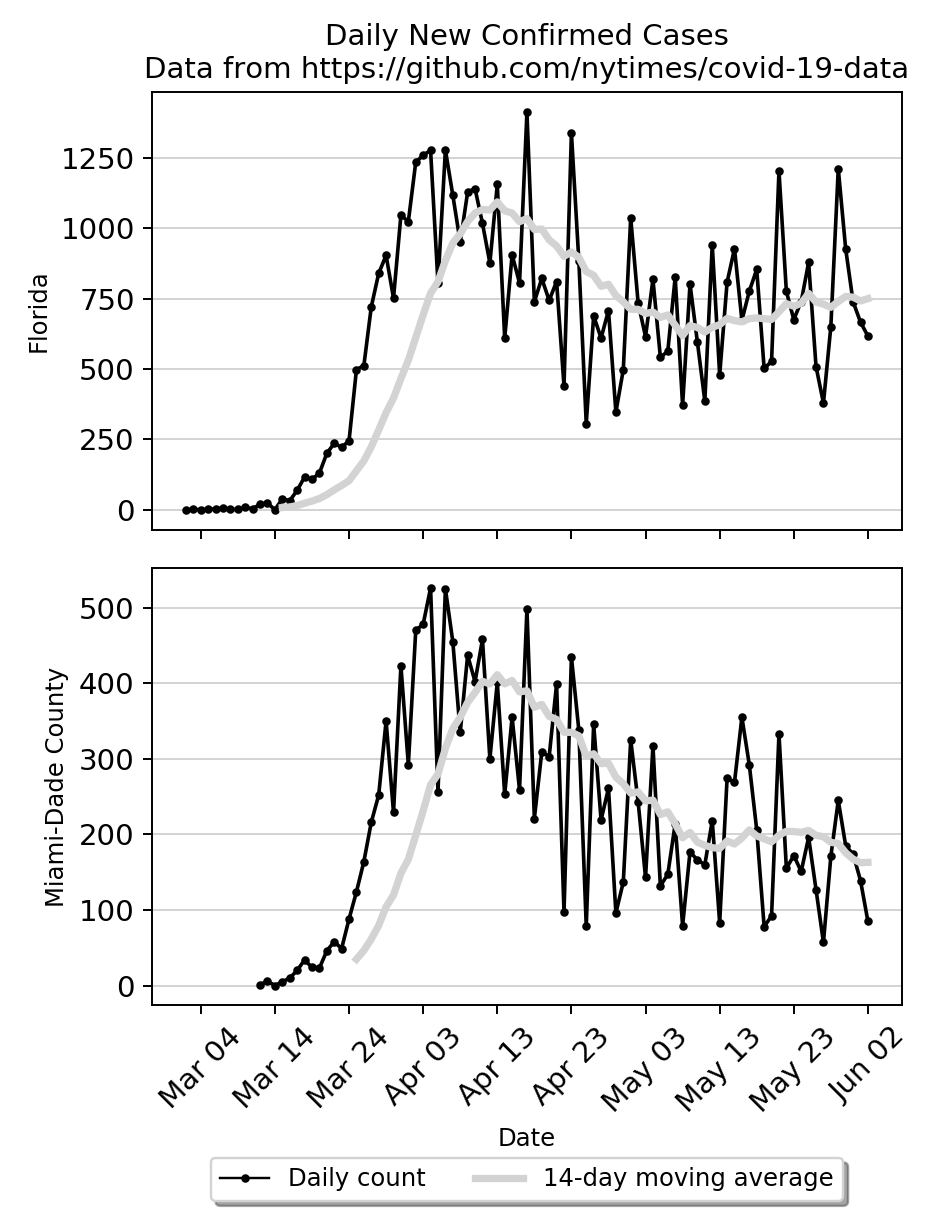 Daily New Confirmed Cases
Data from https://github.com/nytimes/covid-19-data
Florida
1250
1000
750
500
250
0
Miami-Dade County
500
400
300
200
100
0
Mar 04
Mar 14
Mar 24
Apr 03
Apr 13
Apr 23
May 03
May 13
May 23
Jun 02
Date
Daily count
14-day moving average